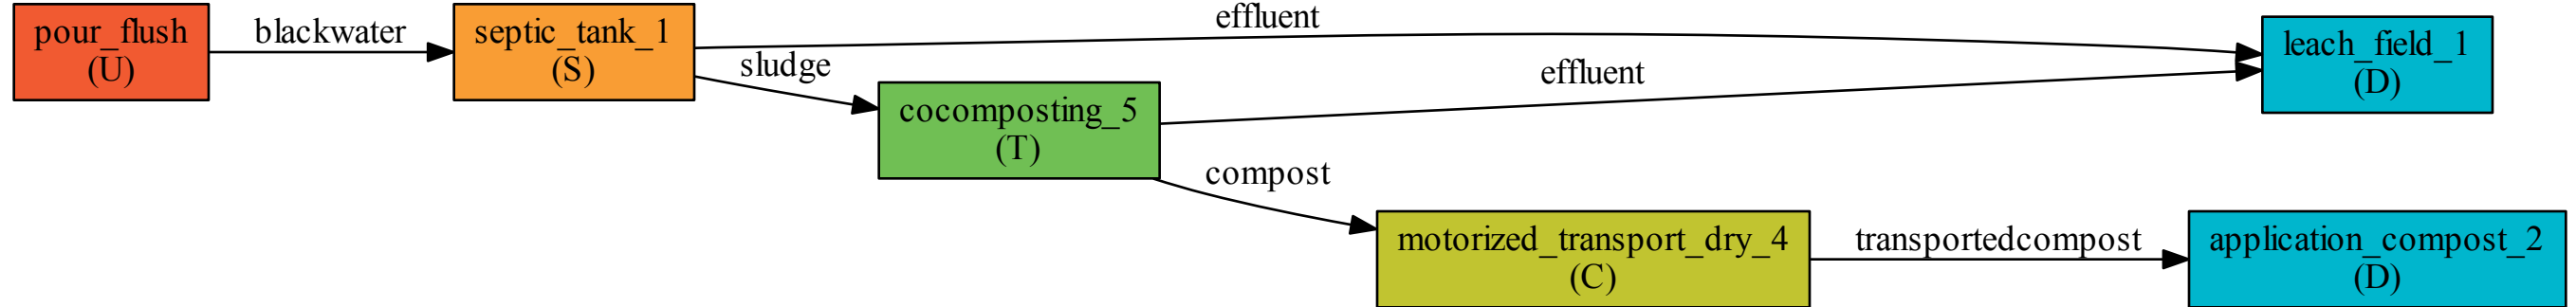 pour_flush
(U)
blackwater
septic_tank_1
(S)
effluent
sludge
cocomposting_5
(T)
effluent
leach_field_1
(D)
compost
motorized_transport_dry_4
(C)
transportedcompost
application_compost_2
(D)